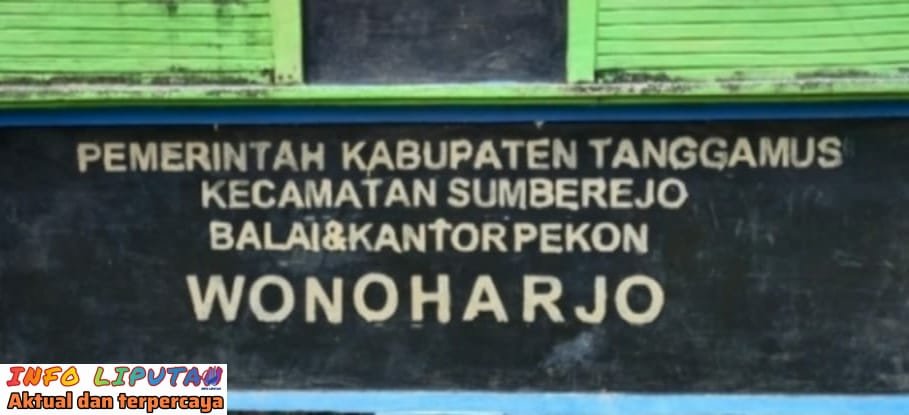 PEMERINTAH KABUPATEN TANGGAMUS
KECAMATAN SUMBEREJO
BALAI&KANTOR PEKON
WONOHARJO
INFO LIPUTAN
Aktual dan terpercaya